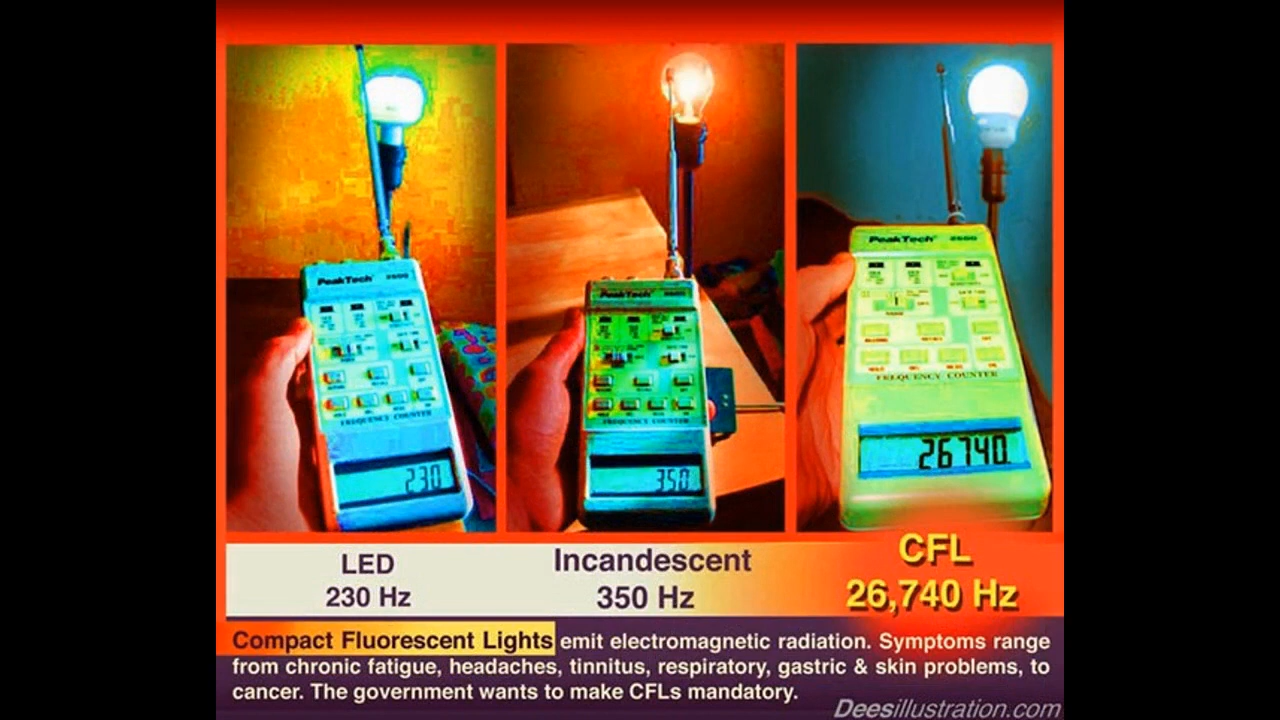 PeakTech 2600
FREQUENCY COUNTER
230
PeakTech
FREQUENCY COUNTER
350
PeakTech 2600
FREQUENCY COUNTER
26740.
LED
230 Hz
Incandescent
350 Hz
CFL
26,740 Hz
Compact Fluorescent Lights emit electromagnetic radiation. Symptoms range
from chronic fatigue, headaches, tinnitus, respiratory, gastric & skin problems, to
cancer. The government wants to make CFLs mandatory.
Deesillustration.com